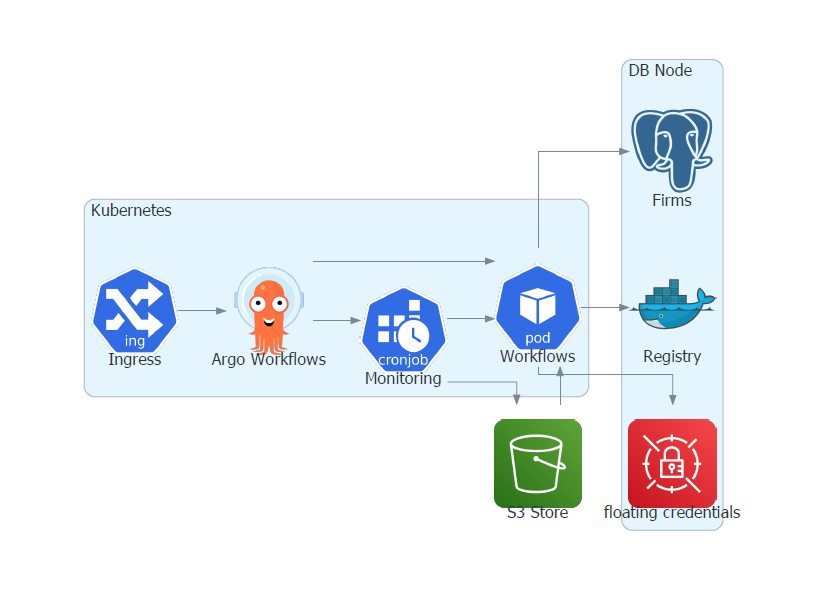 DB Node
Firms
Kubernetes
ing
Ingress
Argo Workflows
cronjob
Monitoring
pod
Workflows
Registry
S3 Store
floating credentials